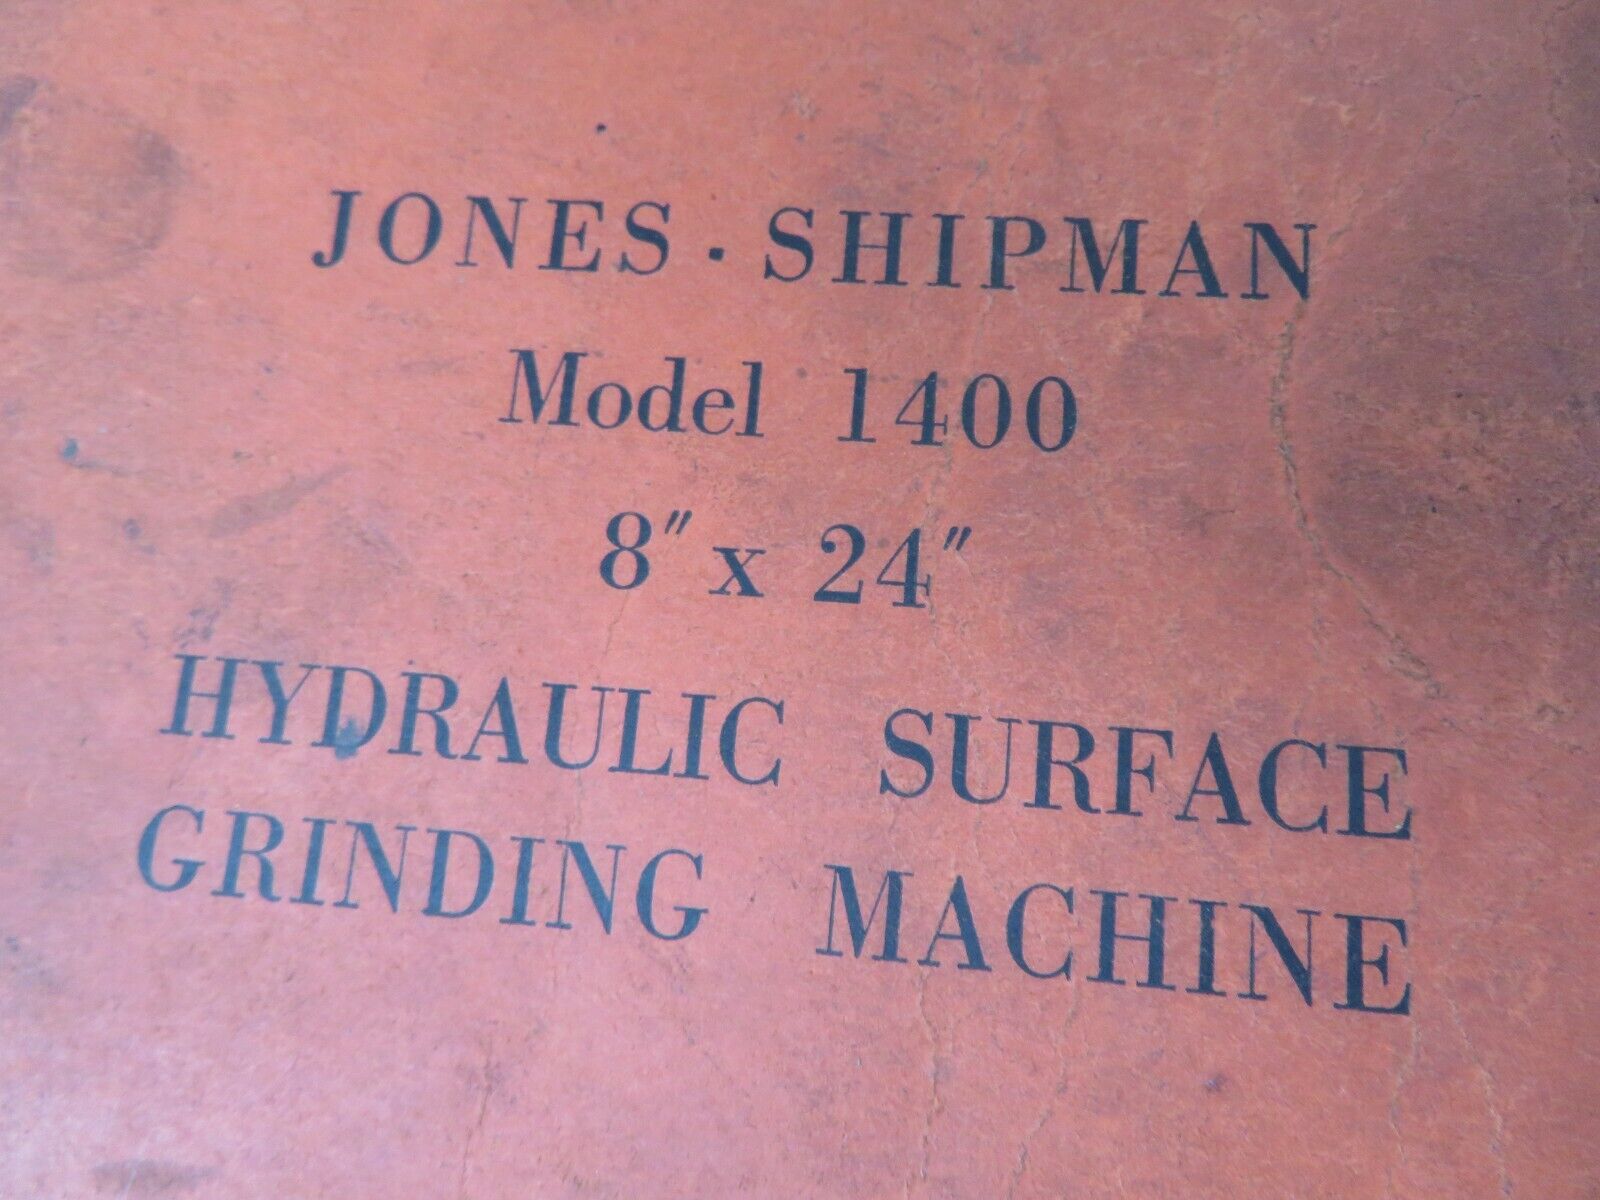 JONES · SHIPMAN
Model 1400
8" x 24"
HYDRAULIC SURFACE
GRINDING MACHINE